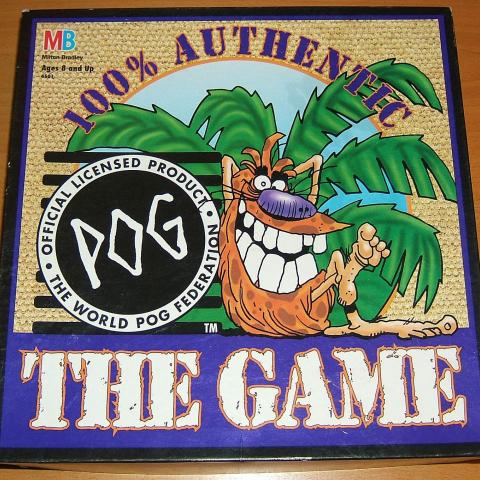 MB
Milton Bradley
Ages 8 and Up
100% AUTHENTIC
OFFICIAL LICENSED PRODUCT
POG
THE WORLD POG FEDERATION
TM
THE GAME